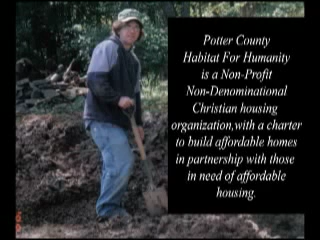 Potter County
Habitat For Humanity
is a Non-Profit
Non-Denominational
Christian housing
organization,with a charter
to build affordable homes
in partnership with those
in need of affordable
housing.